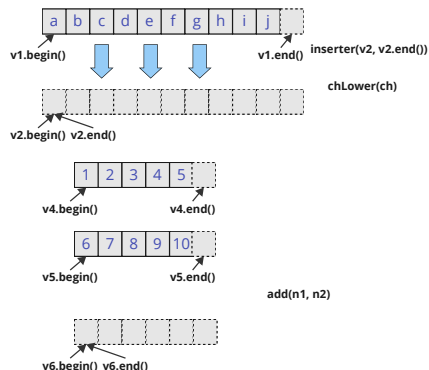 a b c d e f g h i j
v1.begin() v1.end() inserter(v2, v2.end())
chLower(ch)
v2.begin() v2.end()
1 2 3 4 5
v4.begin() v4.end()
6 7 8 9 10
v5.begin() v5.end()
add(n1, n2)
v6.begin() v6.end()